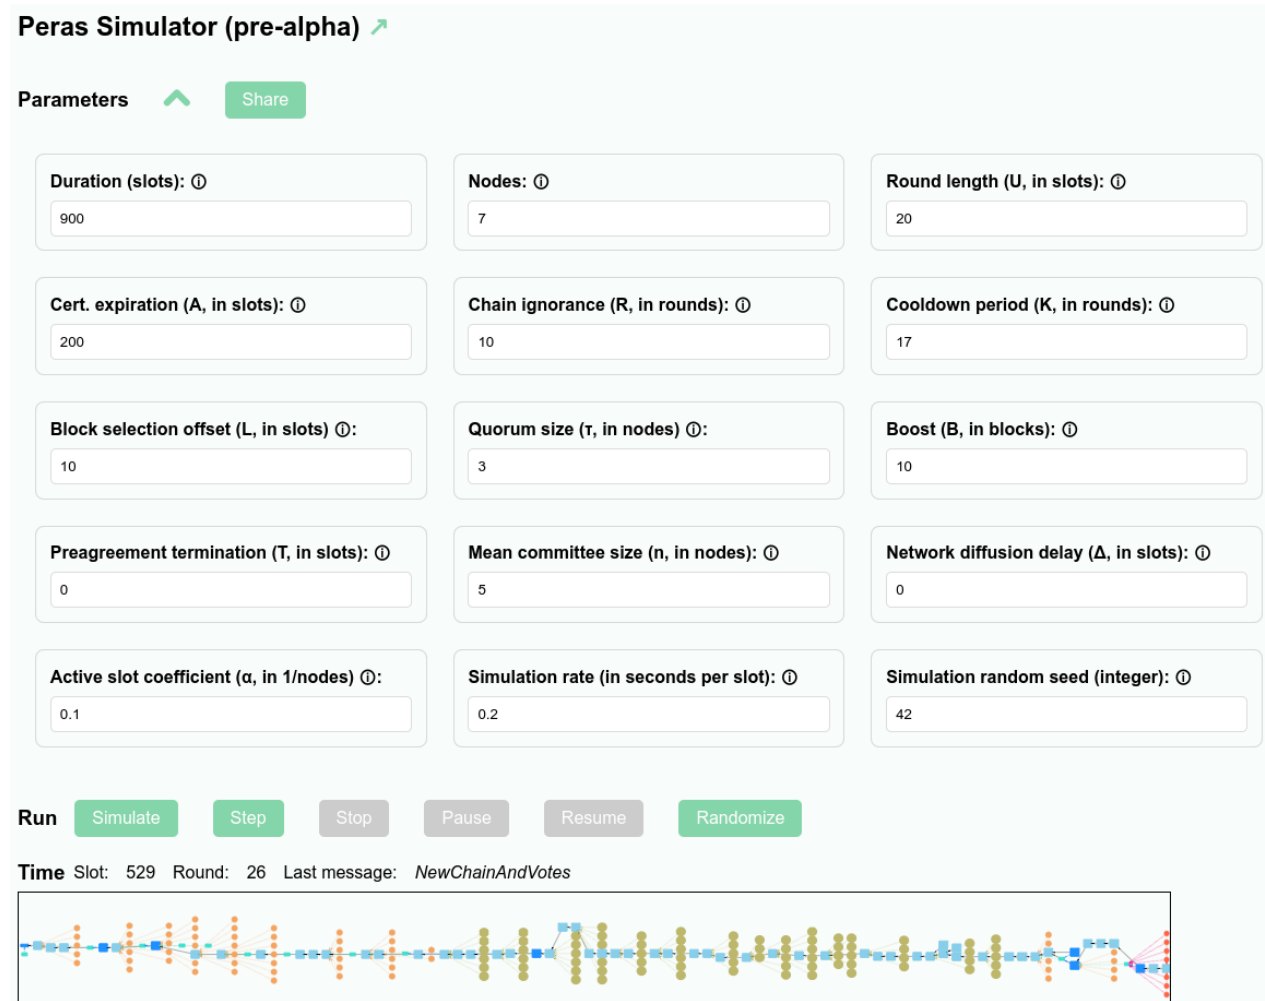 Peras Simulator (pre-alpha) ↗
Parameters Share
Duration (slots): ⓘ Nodes: ⓘ Round length (U, in slots): ⓘ
900 7 20
Cert. expiration (A, in slots): ⓘ Chain ignorance (R, in rounds): ⓘ Cooldown period (K, in rounds): ⓘ
200 10 17
Block selection offset (L, in slots) ⓘ: Quorum size (τ, in nodes) ⓘ: Boost (B, in blocks): ⓘ
10 3 10
Preagreement termination (T, in slots): ⓘ Mean committee size (n, in nodes): ⓘ Network diffusion delay (Δ, in slots): ⓘ
0 5 0
Active slot coefficient (α, in 1/nodes) ⓘ: Simulation rate (in seconds per slot): ⓘ Simulation random seed (integer): ⓘ
0.1 0.2 42
Run Simulate Step Stop Pause Resume Randomize
Time Slot: 529 Round: 26 Last message: NewChainAndVotes